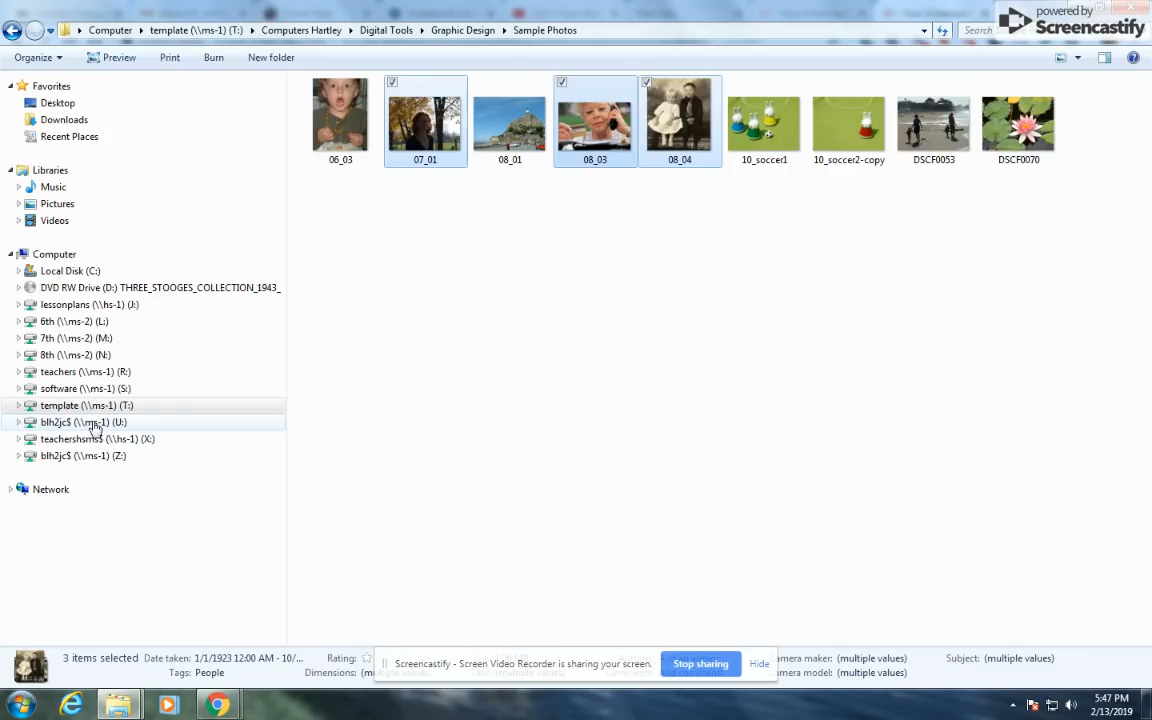 powered by
Screencastify
Computer template (\\ms-1) (T:) Computers Hartley Digital Tools Graphic Design Sample Photos
Organize Preview Print Burn New folder
Favorites
Desktop
Downloads
Recent Places
Libraries
Music
Pictures
Videos
Computer
Local Disk (C:)
DVD RW Drive (D:) THREE_STOOGES_COLLECTION_1943_
lessonplans (\\hs-1) (J:)
6th (\\ms-2) (L:)
7th (\\ms-2) (M:)
8th (\\ms-2) (N:)
teachers (\\ms-1) (R:)
software (\\ms-1) (S:)
template (\\ms-1) (T:)
blh2jc$ (\\ms-1) (U:)
teachershsms$ (\\hs-1) (X:)
blh2jc$ (\\ms-1) (Z:)
Network
06_03 07_01 08_01 08_03 08_04 10_soccer1 10_soccer2-copy DSCF0053 DSCF0070
3 items selected Date taken: 1/1/1923 12:00 AM - 10/... Rating: Camera maker: (multiple values) Subject: (multiple values)
Tags: People Dimensions: Camera model: (multiple values)
Screencastify - Screen Video Recorder is sharing your screen. Stop sharing Hide
5:47 PM
2/13/2019